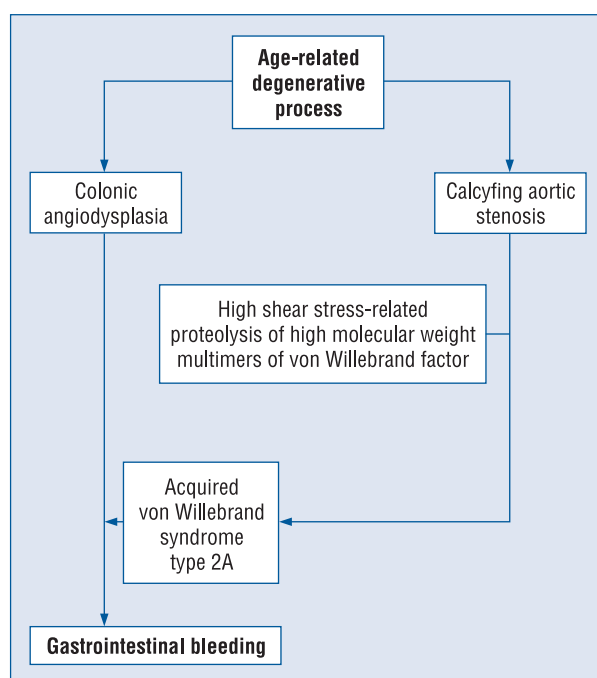 Age-related
degenerative
process
Colonic
angiodysplasia
Calcyfing aortic
stenosis
High shear stress-related
proteolysis of high molecular weight
multimers of von Willebrand factor
Acquired
von Willebrand
syndrome
type 2A
Gastrointestinal bleeding